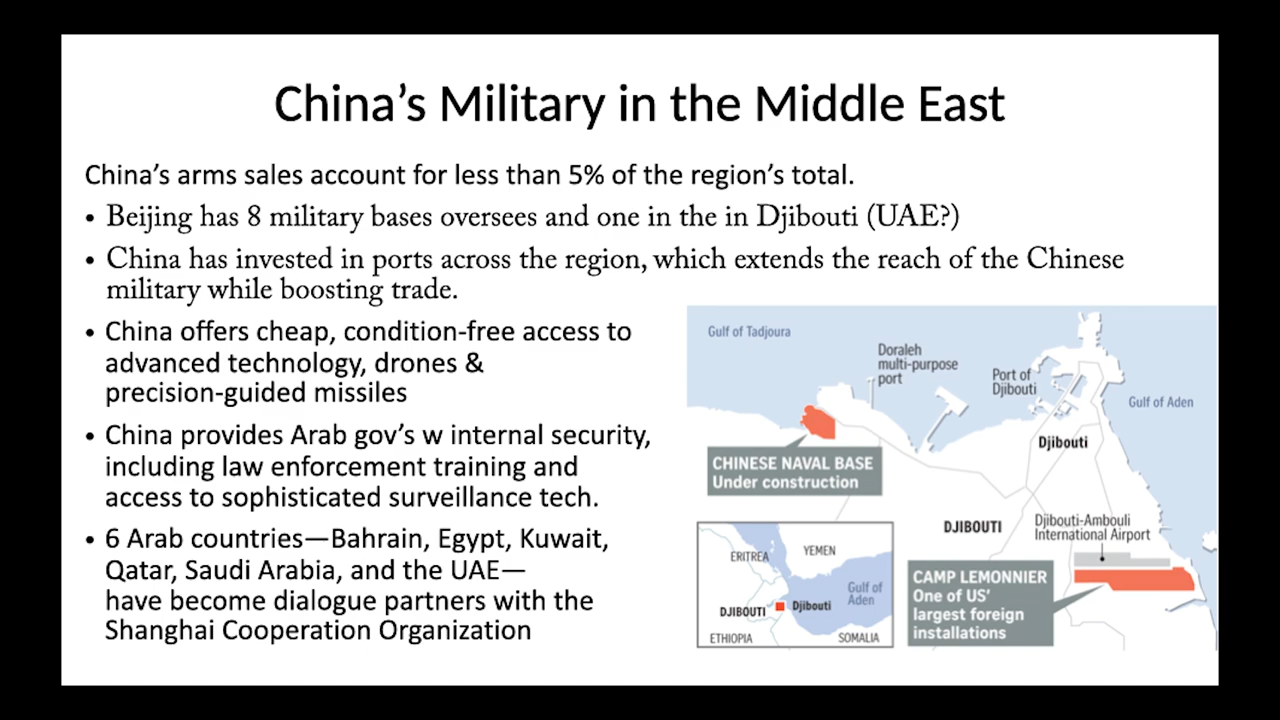 China’s Military in the Middle East
China’s arms sales account for less than 5% of the region’s total.
• Beijing has 8 military bases oversees and one in the in Djibouti (UAE?)
• China has invested in ports across the region, which extends the reach of the Chinese
military while boosting trade.
• China offers cheap, condition-free access to
advanced technology, drones &
precision-guided missiles
• China provides Arab gov’s w internal security,
including law enforcement training and
access to sophisticated surveillance tech.
• 6 Arab countries—Bahrain, Egypt, Kuwait,
Qatar, Saudi Arabia, and the UAE—
have become dialogue partners with the
Shanghai Cooperation Organization
Gulf of Tadjoura
Doraleh
multi-purpose
port
Port of
Djibouti
Gulf of Aden
Djibouti
CHINESE NAVAL BASE
Under construction
DJIBOUTI
Djibouti-Ambouli
International Airport
CAMP LEMONNIER
One of US’
largest foreign
installations
ERITREA
YEMEN
Gulf of
Aden
DJIBOUTI
Djibouti
ETHIOPIA
SOMALIA